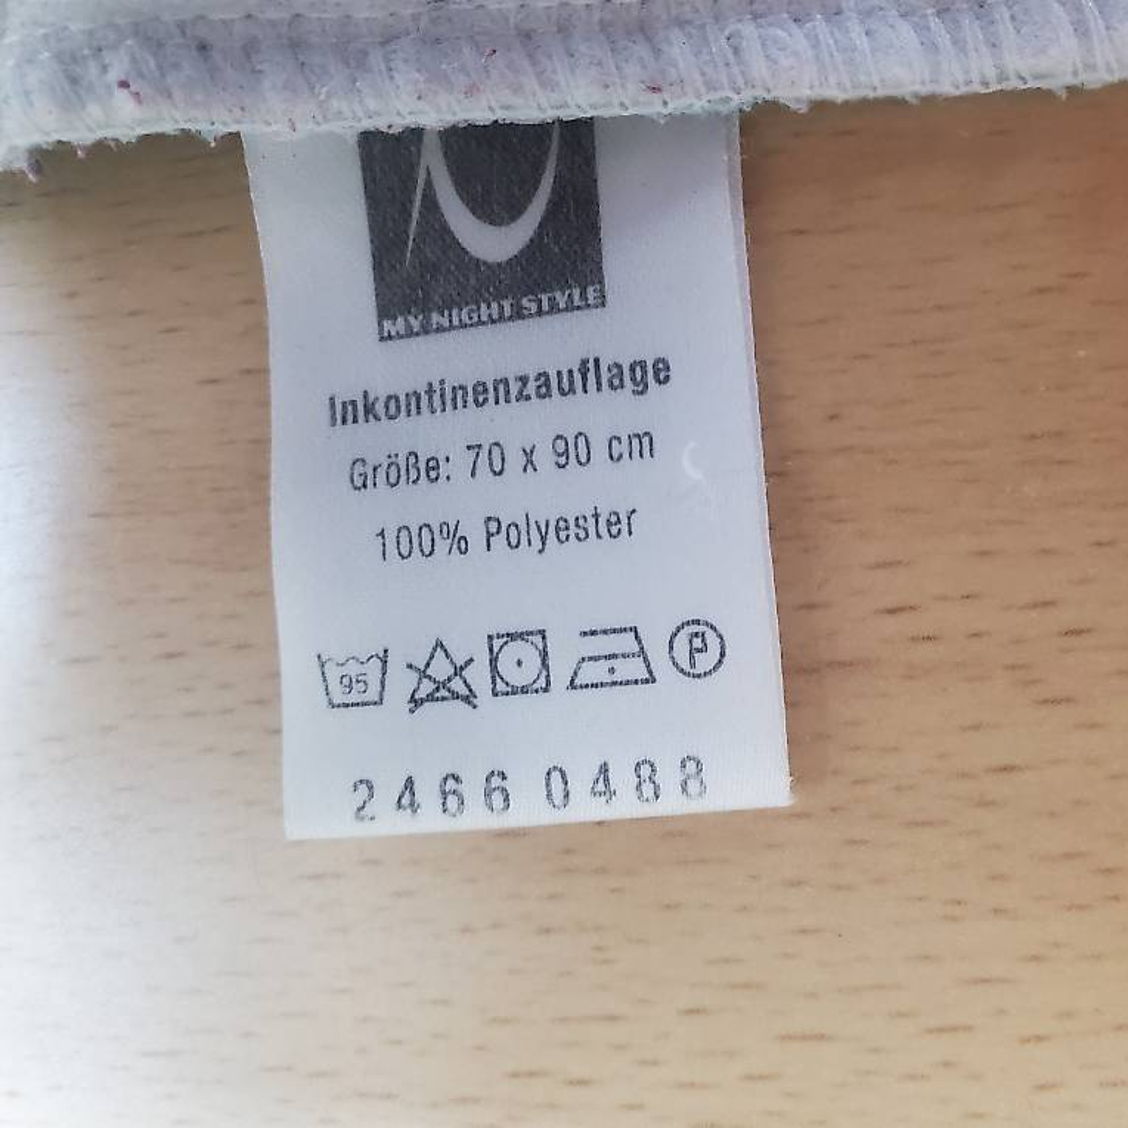 MY NIGHT STYLE
Inkontinenzauflage
Größe: 70 x 90 cm
100% Polyester
95 P
2466 0488